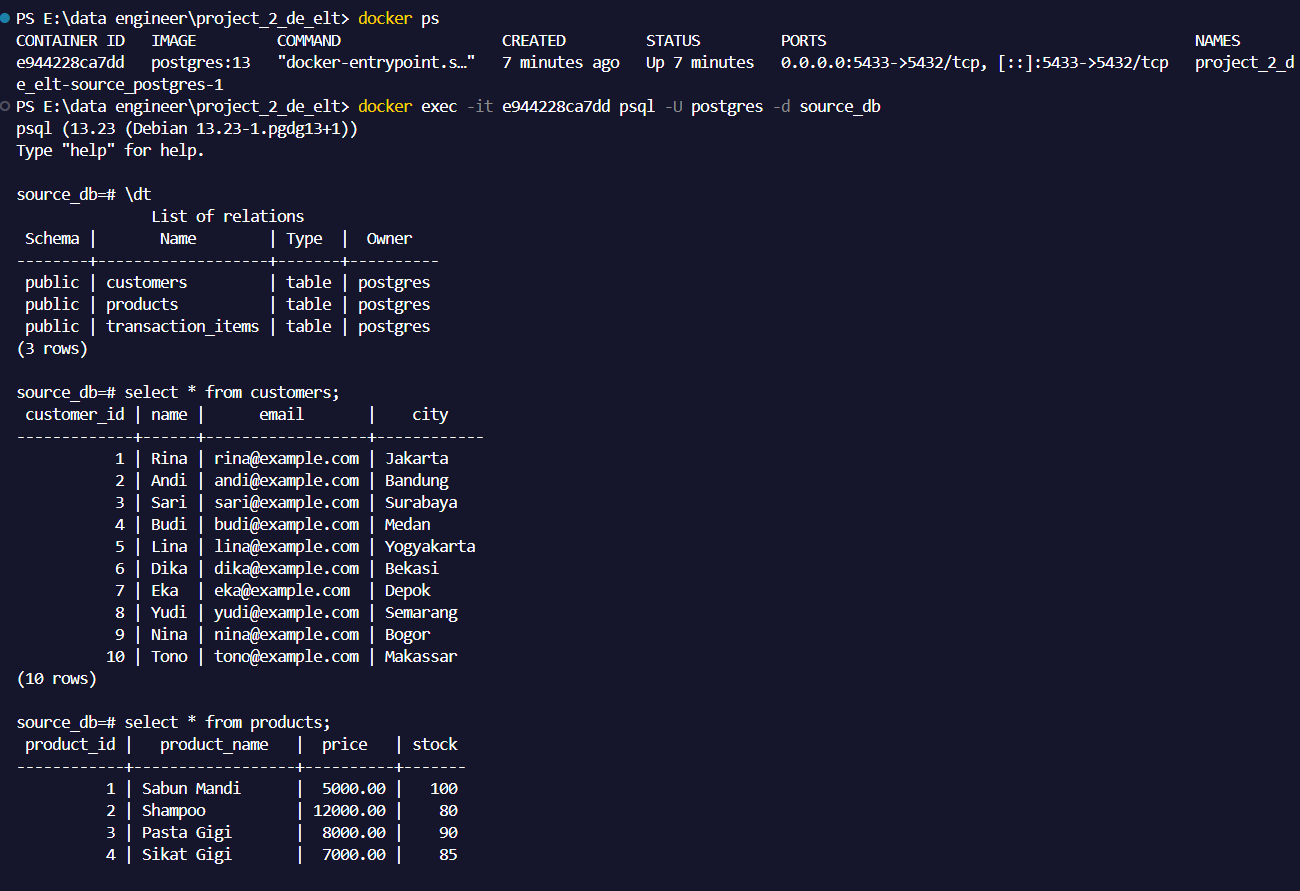 PS E:\data engineer\project_2_de_elt> docker ps
CONTAINER ID   IMAGE         COMMAND                  CREATED         STATUS         PORTS                                         NAMES
e944228ca7dd   postgres:13   "docker-entrypoint.s…"   7 minutes ago   Up 7 minutes   0.0.0.0:5433->5432/tcp, [::]:5433->5432/tcp   project_2_d
e_elt-source_postgres-1
PS E:\data engineer\project_2_de_elt> docker exec -it e944228ca7dd psql -U postgres -d source_db
psql (13.23 (Debian 13.23-1.pgdg13+1))
Type "help" for help.

source_db=# \dt
               List of relations
 Schema |       Name        | Type  |  Owner
--------+-------------------+-------+----------
 public | customers         | table | postgres
 public | products          | table | postgres
 public | transaction_items | table | postgres
(3 rows)

source_db=# select * from customers;
 customer_id | name |      email       |    city
-------------+------+------------------+------------
           1 | Rina | rina@example.com | Jakarta
           2 | Andi | andi@example.com | Bandung
           3 | Sari | sari@example.com | Surabaya
           4 | Budi | budi@example.com | Medan
           5 | Lina | lina@example.com | Yogyakarta
           6 | Dika | dika@example.com | Bekasi
           7 | Eka  | eka@example.com  | Depok
           8 | Yudi | yudi@example.com | Semarang
           9 | Nina | nina@example.com | Bogor
          10 | Tono | tono@example.com | Makassar
(10 rows)

source_db=# select * from products;
 product_id |   product_name   |  price   | stock
------------+------------------+----------+-------
          1 | Sabun Mandi      |  5000.00 |   100
          2 | Shampoo          | 12000.00 |    80
          3 | Pasta Gigi       |  8000.00 |    90
          4 | Sikat Gigi       |  7000.00 |    85